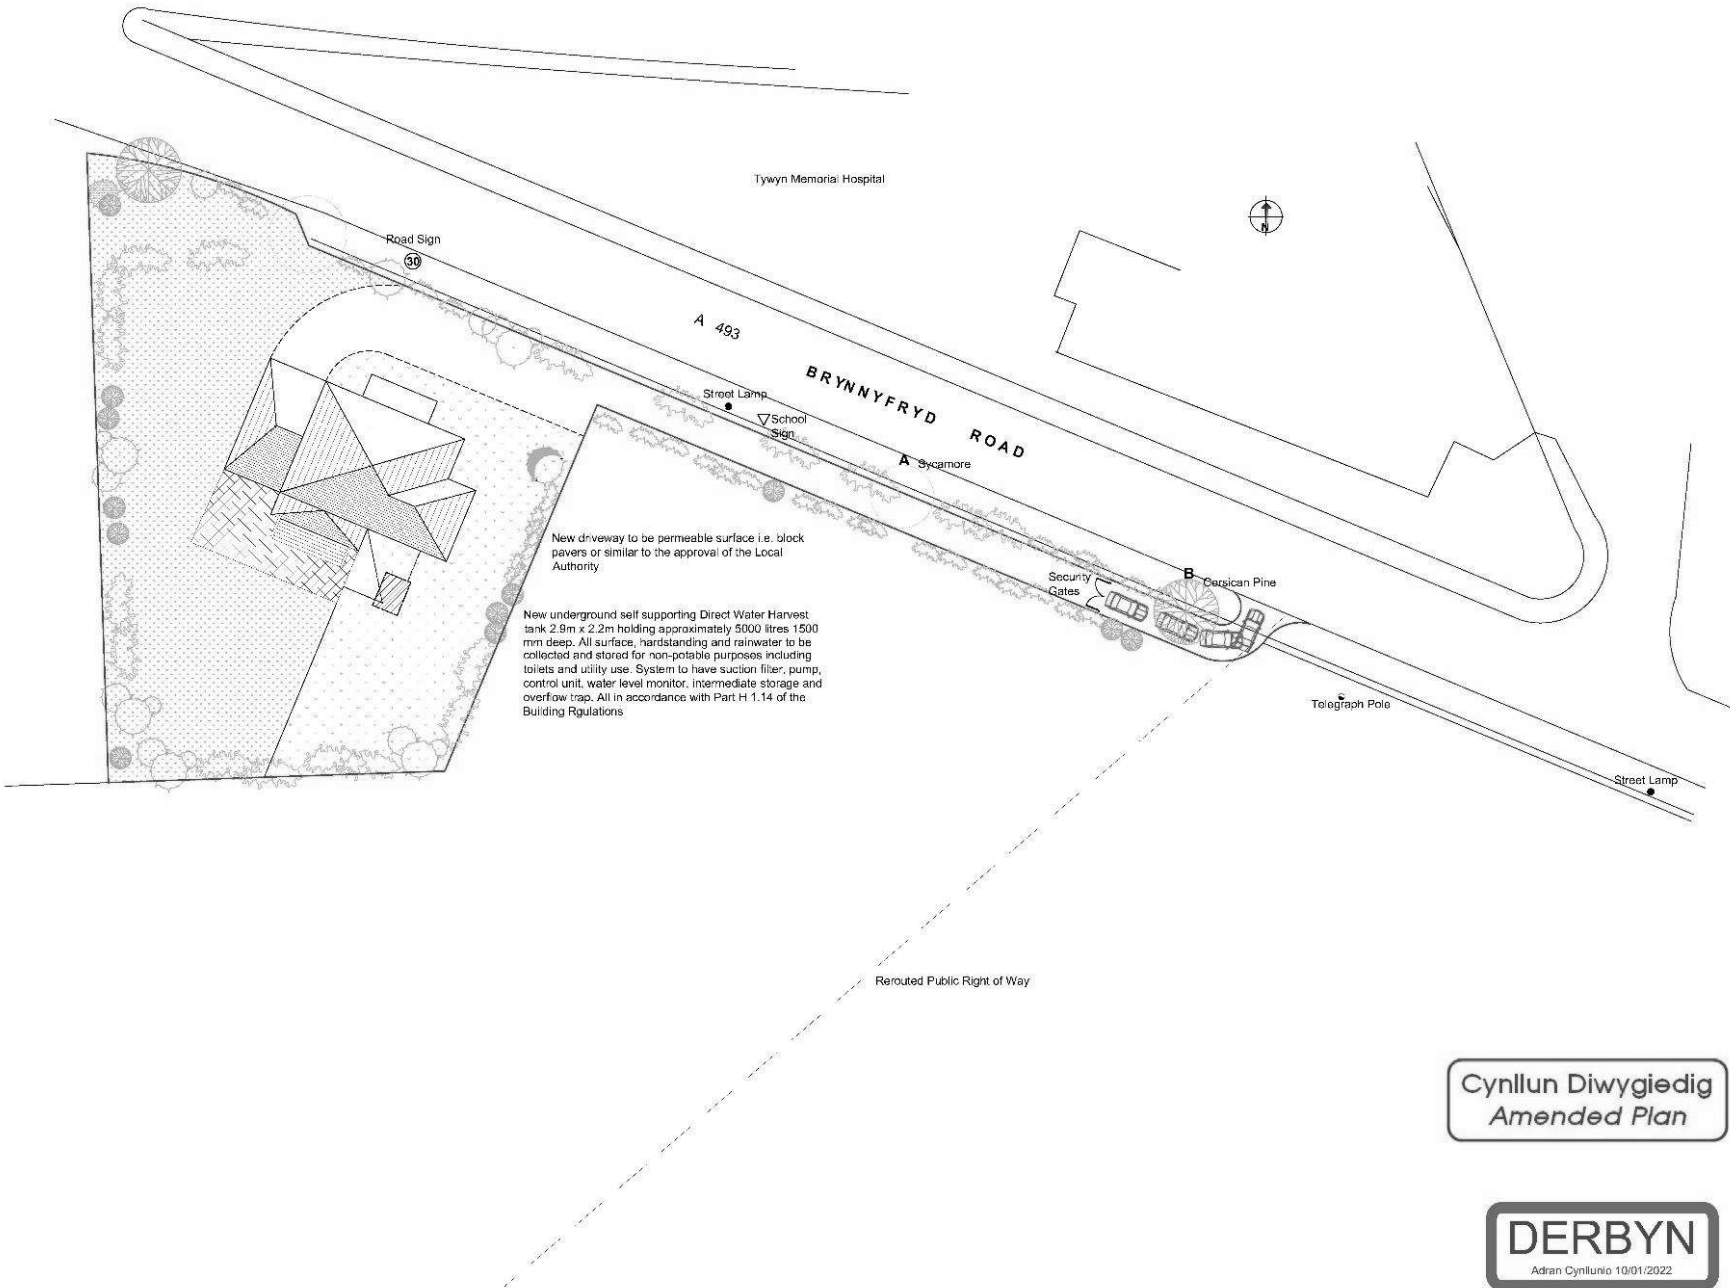 Tywyn Memorial Hospital
N
Road Sign
30
A 493
BRYNNYFRYD ROAD
Street Lamp
School
Sign
A Sycamore
New driveway to be permeable surface i.e. block
pavers or similar to the approval of the Local
Authority
B
Corsican Pine
Security
Gates
New underground self supporting Direct Water Harvest
tank 2.9m x 2.2m holding approximately 5000 litres 1500
mm deep. All surface, hardstanding and rainwater to be
collected and stored for non-potable purposes including
toilets and utility use. System to have suction filter, pump,
control unit, water level monitor, intermediate storage and
overflow trap. All in accordance with Part H 1.14 of the
Building Rgulations
Telegraph Pole
Street Lamp
Rerouted Public Right of Way
Cynllun Diwygiedig
Amended Plan
DERBYN
Adran Cynllunio 10/01/2022